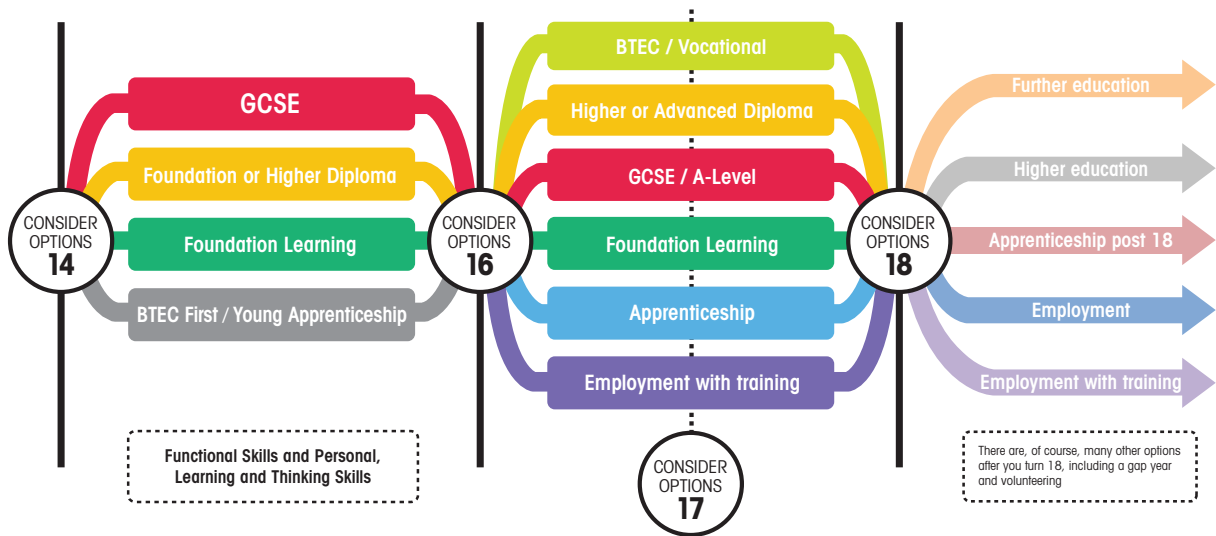 CONSIDER
OPTIONS
14
GCSE
Foundation or Higher Diploma
Foundation Learning
BTEC First / Young Apprenticeship
Functional Skills and Personal,
Learning and Thinking Skills
CONSIDER
OPTIONS
16
BTEC / Vocational
Higher or Advanced Diploma
GCSE / A-Level
Foundation Learning
Apprenticeship
Employment with training
CONSIDER
OPTIONS
17
CONSIDER
OPTIONS
18
Further education
Higher education
Apprenticeship post 18
Employment
Employment with training
There are, of course, many other options
after you turn 18, including a gap year
and volunteering